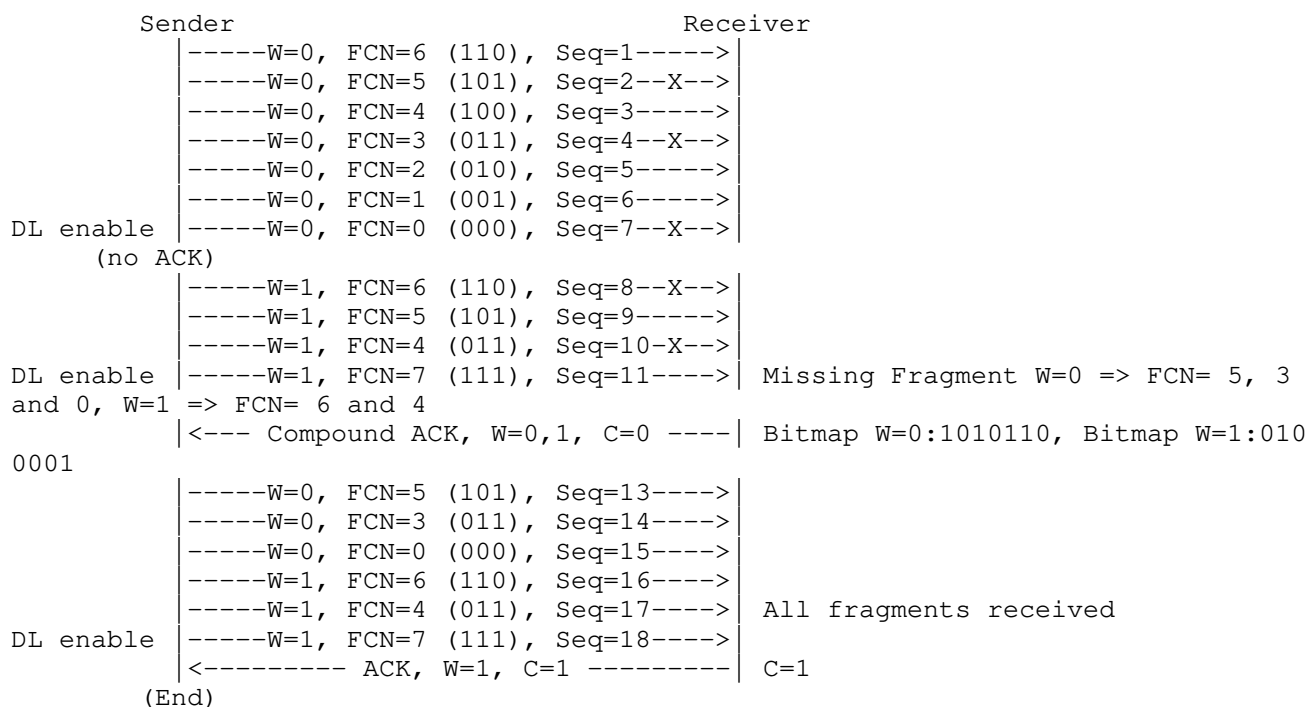 Sender                                  Receiver
|-----W=0, FCN=6 (110), Seq=1----->|
|-----W=0, FCN=5 (101), Seq=2--X-->|
|-----W=0, FCN=4 (100), Seq=3----->|
|-----W=0, FCN=3 (011), Seq=4--X-->|
|-----W=0, FCN=2 (010), Seq=5----->|
|-----W=0, FCN=1 (001), Seq=6----->|
DL enable |-----W=0, FCN=0 (000), Seq=7--X-->|
(no ACK)
|-----W=1, FCN=6 (110), Seq=8--X-->|
|-----W=1, FCN=5 (101), Seq=9----->|
|-----W=1, FCN=4 (011), Seq=10-X-->|
DL enable |-----W=1, FCN=7 (111), Seq=11---->| Missing Fragment W=0 => FCN= 5, 3
and 0, W=1 => FCN= 6 and 4
|<--- Compound ACK, W=0,1, C=0 ----| Bitmap W=0:1010110, Bitmap W=1:010
0001
|-----W=0, FCN=5 (101), Seq=13---->|
|-----W=0, FCN=3 (011), Seq=14---->|
|-----W=0, FCN=0 (000), Seq=15---->|
|-----W=1, FCN=6 (110), Seq=16---->|
|-----W=1, FCN=4 (011), Seq=17---->| All fragments received
DL enable |-----W=1, FCN=7 (111), Seq=18---->|
|<--------- ACK, W=1, C=1 ---------| C=1
(End)